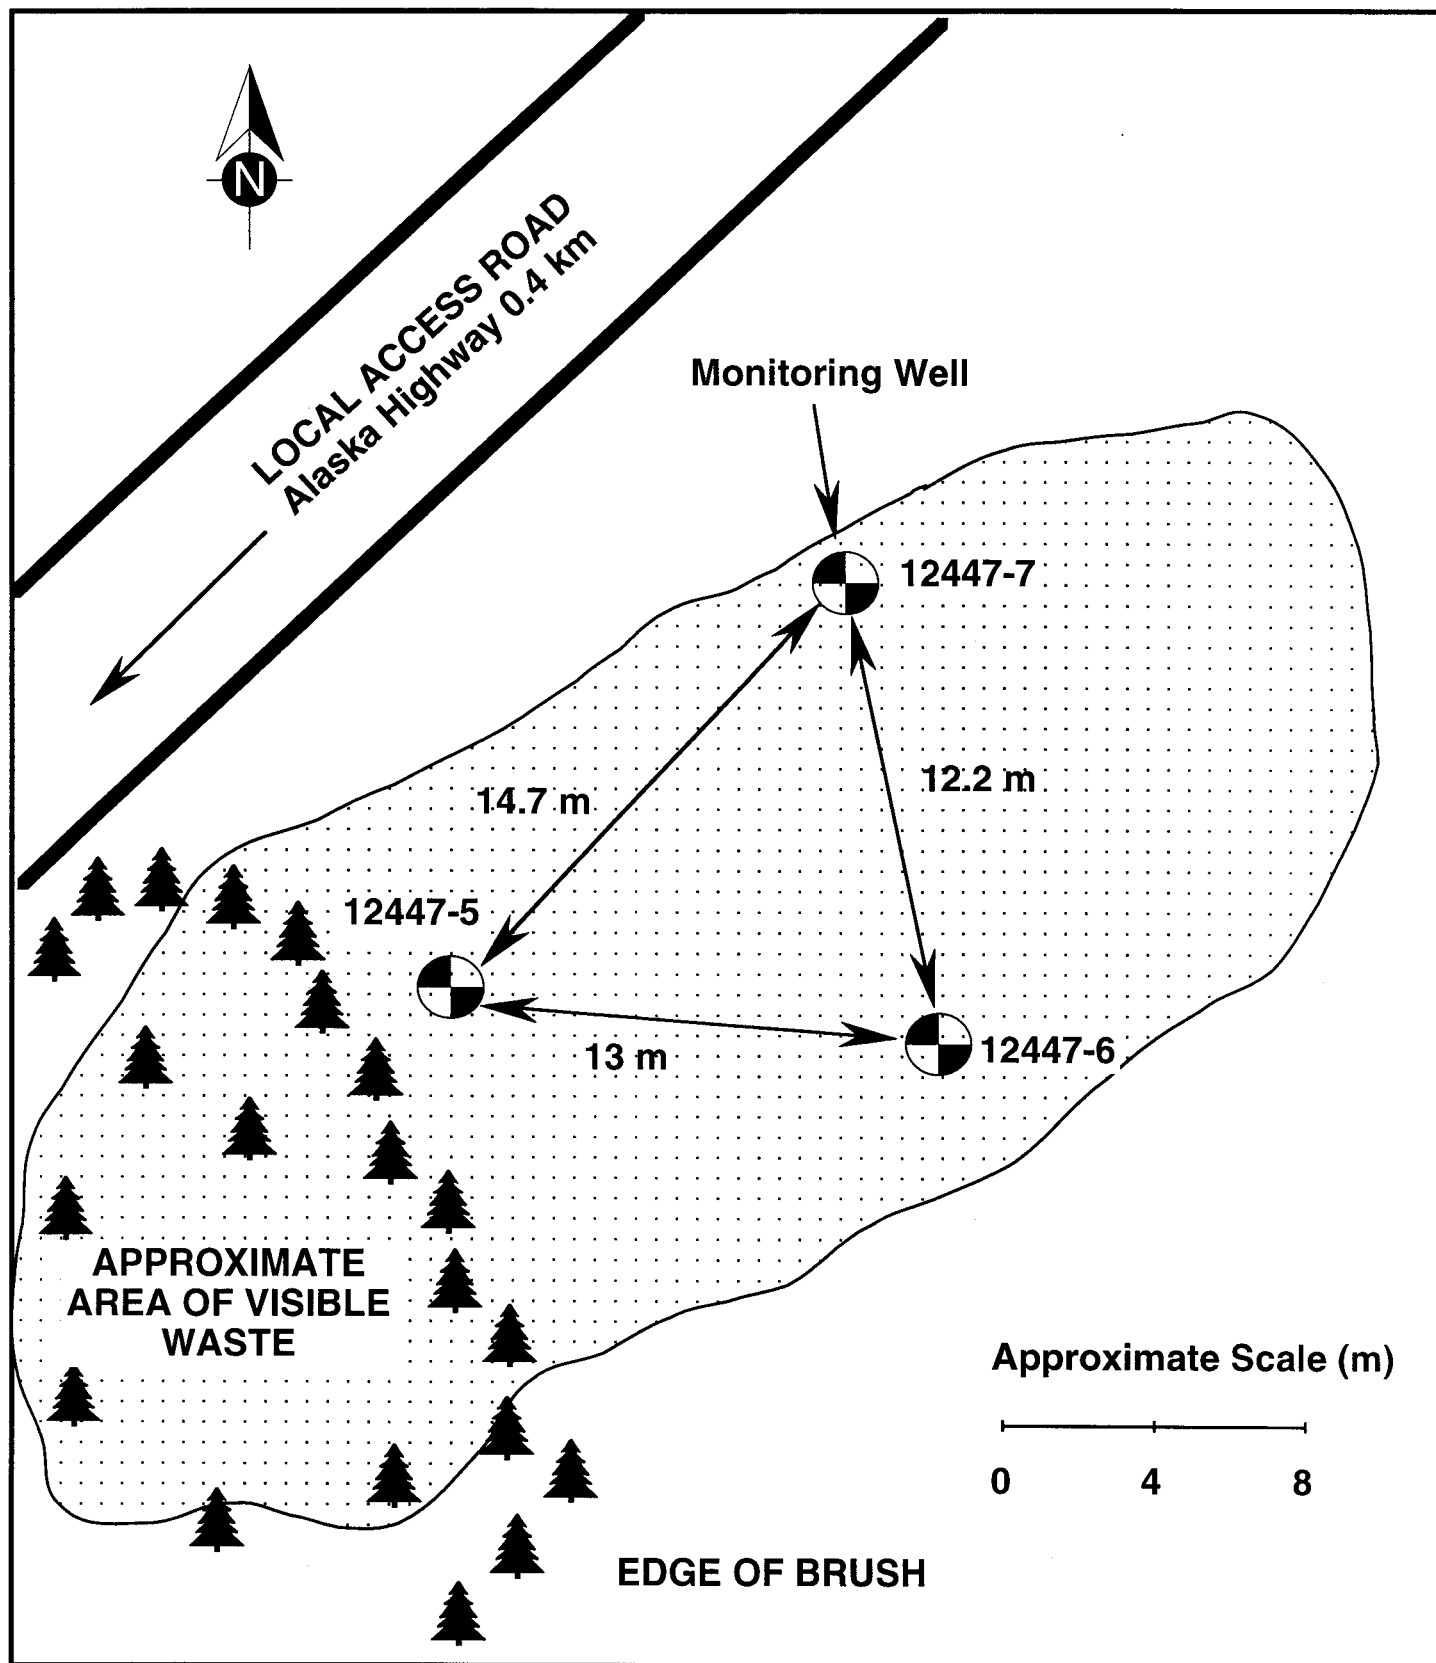 N
LOCAL ACCESS ROAD
Alaska Highway 0.4 km
Monitoring Well
12447-7
14.7 m
12.2 m
12447-5
13 m
12447-6
APPROXIMATE
AREA OF VISIBLE
WASTE
Approximate Scale (m)
0 4 8
EDGE OF BRUSH